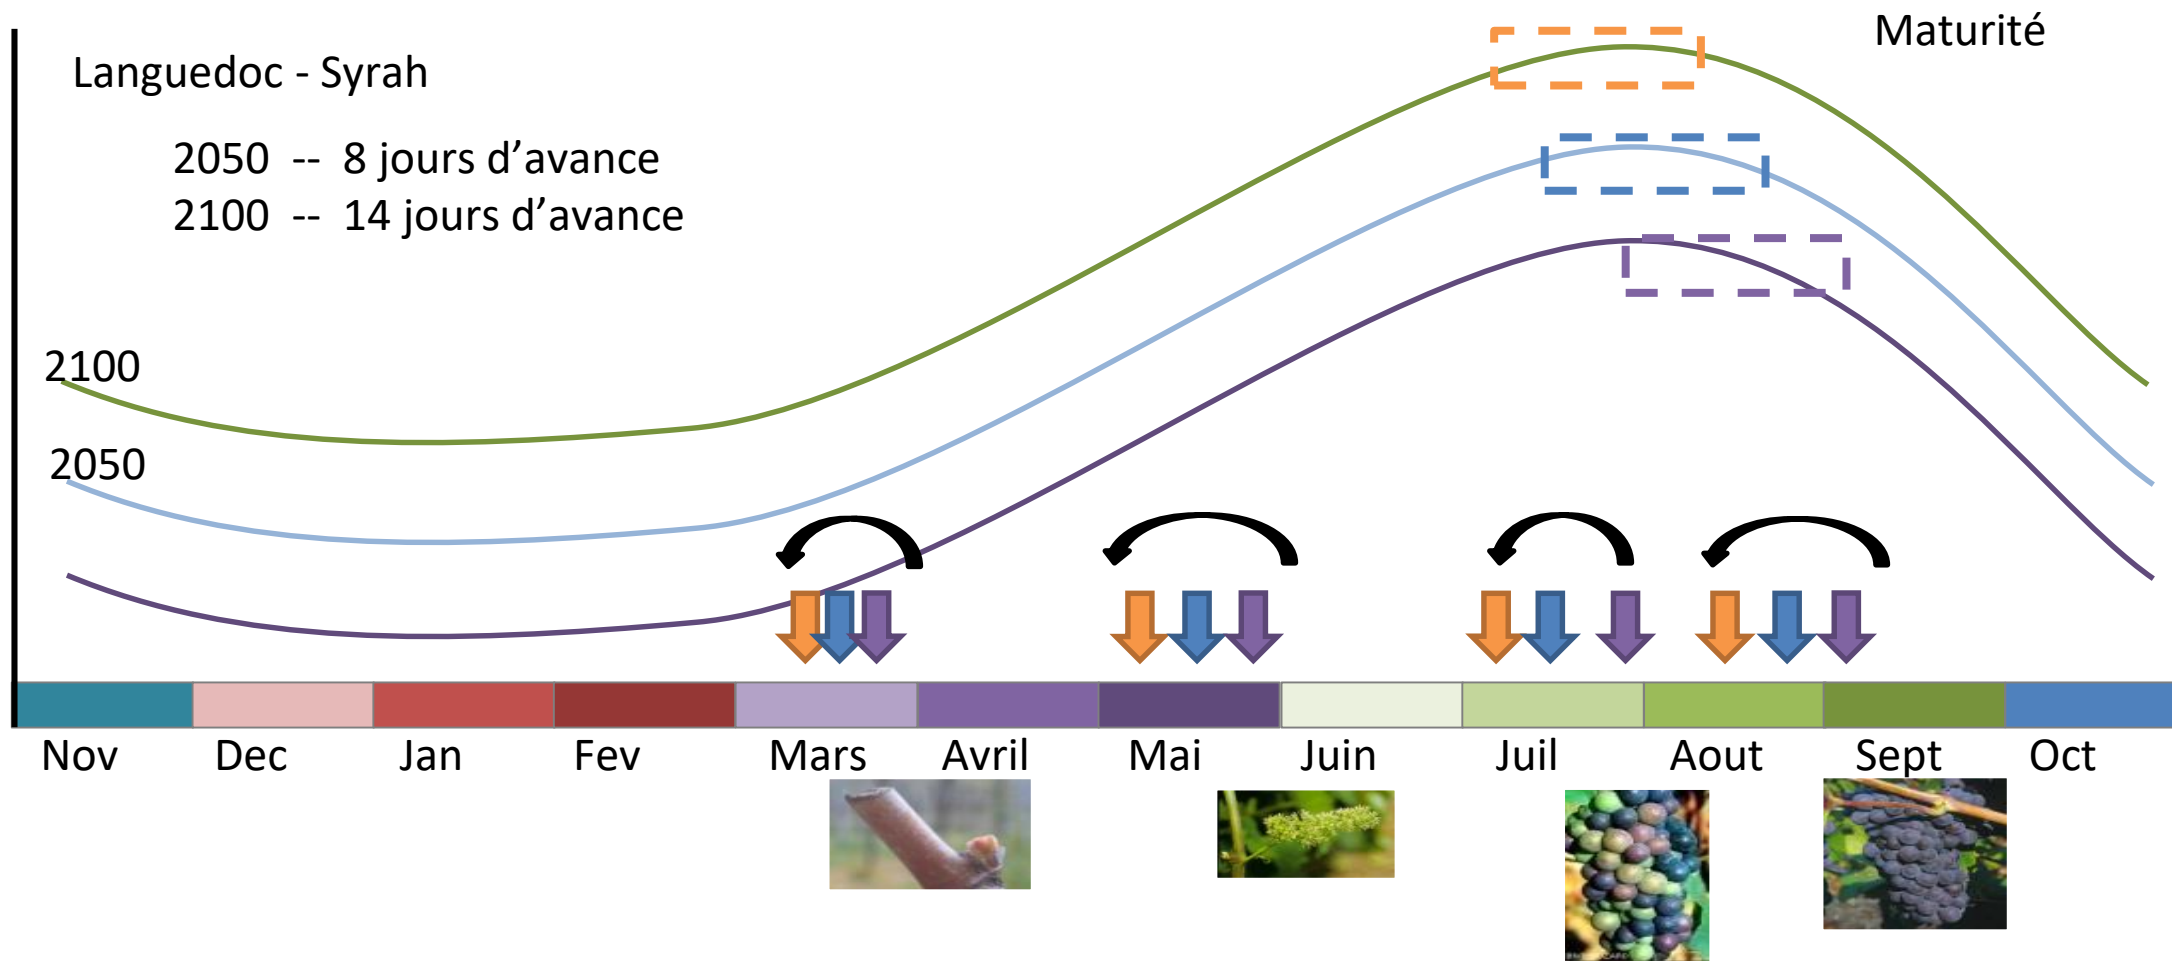 Maturité
Languedoc - Syrah
2050 -- 8 jours d’avance
2100 -- 14 jours d’avance
2100
2050
Nov Dec Jan Fev Mars Avril Mai Juin Juil Aout Sept Oct